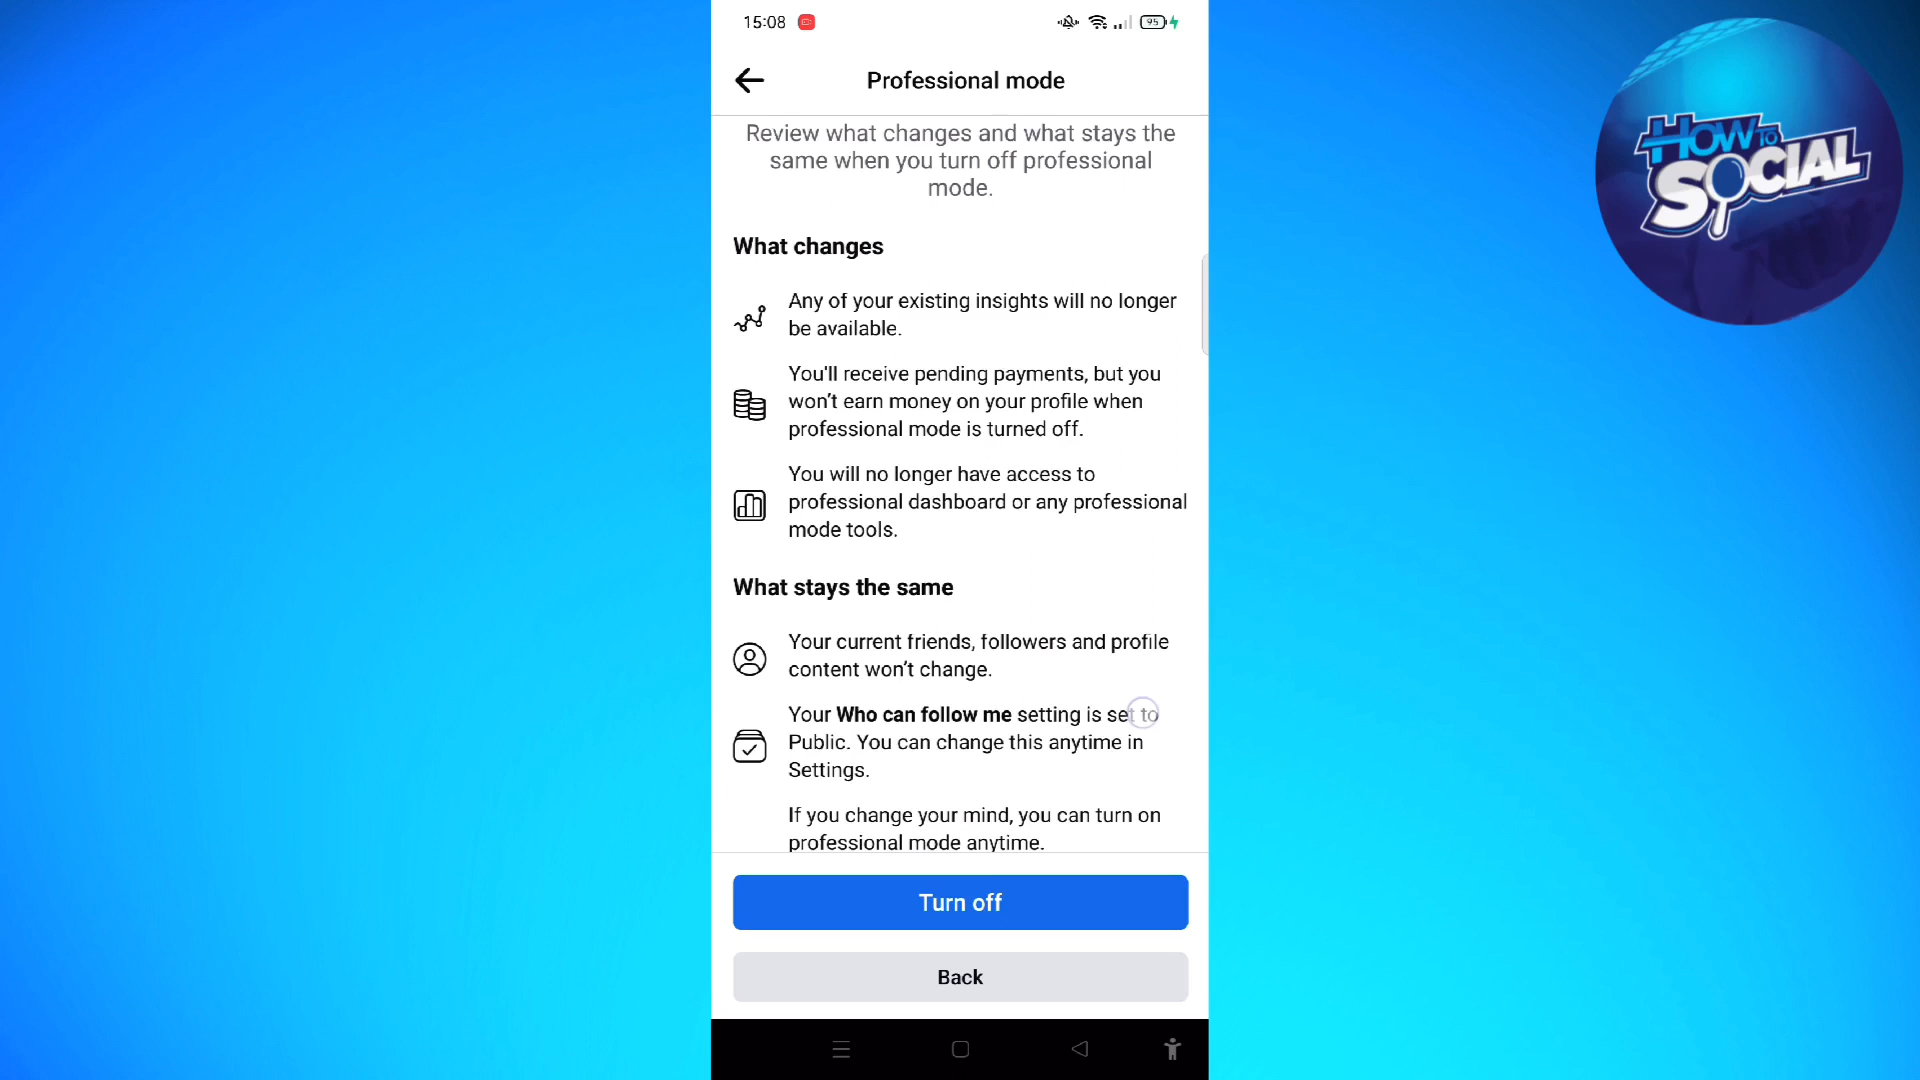 15:08
95
Professional mode
Review what changes and what stays the
same when you turn off professional
mode.
What changes
Any of your existing insights will no longer
be available.
You'll receive pending payments, but you
won’t earn money on your profile when
professional mode is turned off.
You will no longer have access to
professional dashboard or any professional
mode tools.
What stays the same
Your current friends, followers and profile
content won’t change.
Your Who can follow me setting is set to
Public. You can change this anytime in
Settings.
If you change your mind, you can turn on
professional mode anytime.
Turn off
Back
HOW TO
SOCIAL